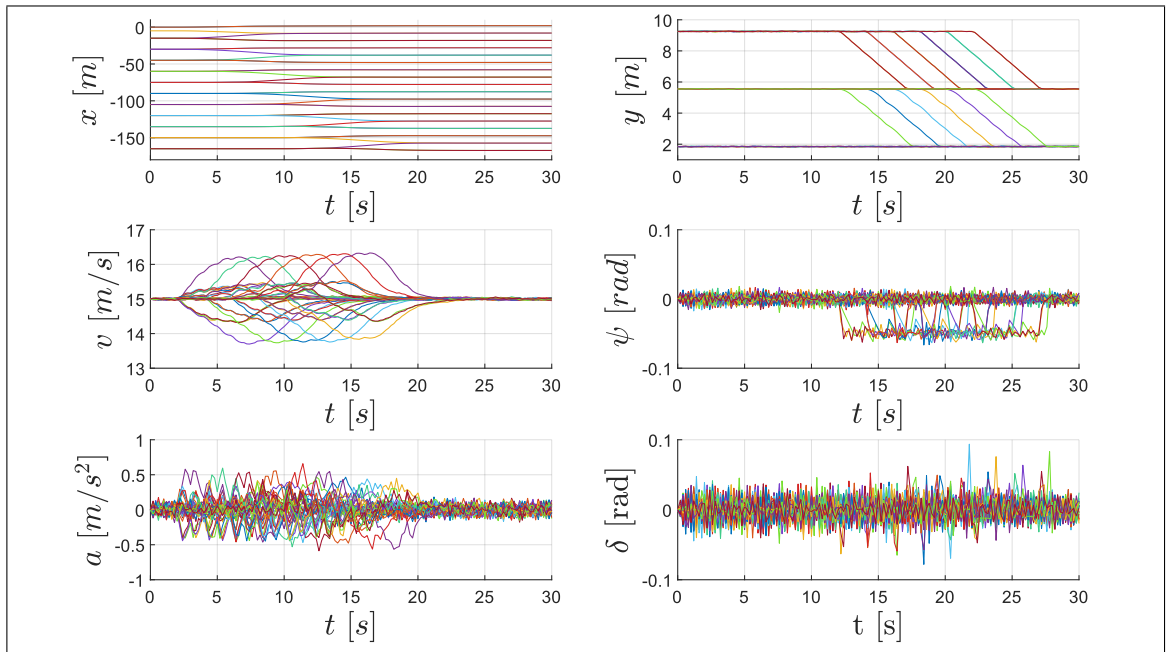 0
-50
-100
-150
x [m]
0 5 10 15 20 25 30
t [s]
10
8
6
4
2
y [m]
0 5 10 15 20 25 30
t [s]
17
16
15
14
13
v [m/s]
0 5 10 15 20 25 30
t [s]
0.1
0
-0.1
ψ [rad]
0 5 10 15 20 25 30
t [s]
1
0.5
0
-0.5
-1
a [m/s²]
0 5 10 15 20 25 30
t [s]
0.1
0
-0.1
δ [rad]
0 5 10 15 20 25 30
t [s]